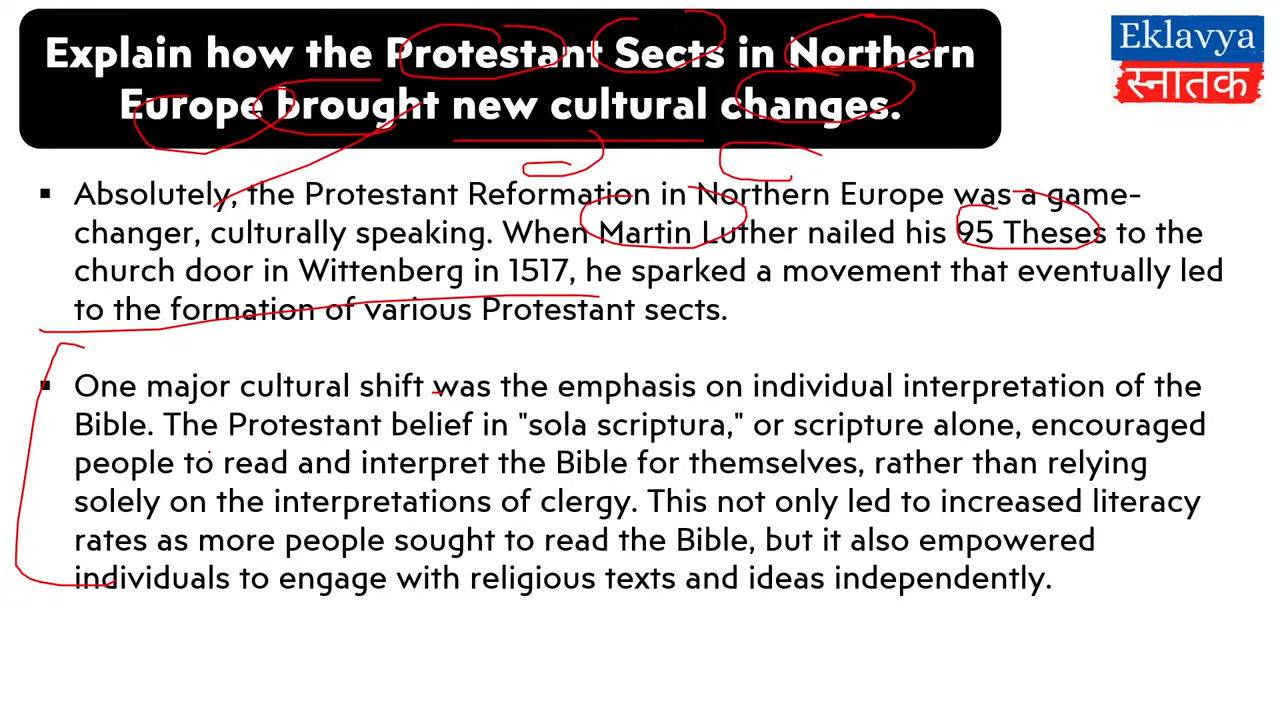 Explain how the Protestant Sects in Northern
Europe brought new cultural changes.
Eklavya
स्नातक
▪ Absolutely, the Protestant Reformation in Northern Europe was a game-
changer, culturally speaking. When Martin Luther nailed his 95 Theses to the
church door in Wittenberg in 1517, he sparked a movement that eventually led
to the formation of various Protestant sects.
▪ One major cultural shift was the emphasis on individual interpretation of the
Bible. The Protestant belief in "sola scriptura," or scripture alone, encouraged
people to read and interpret the Bible for themselves, rather than relying
solely on the interpretations of clergy. This not only led to increased literacy
rates as more people sought to read the Bible, but it also empowered
individuals to engage with religious texts and ideas independently.